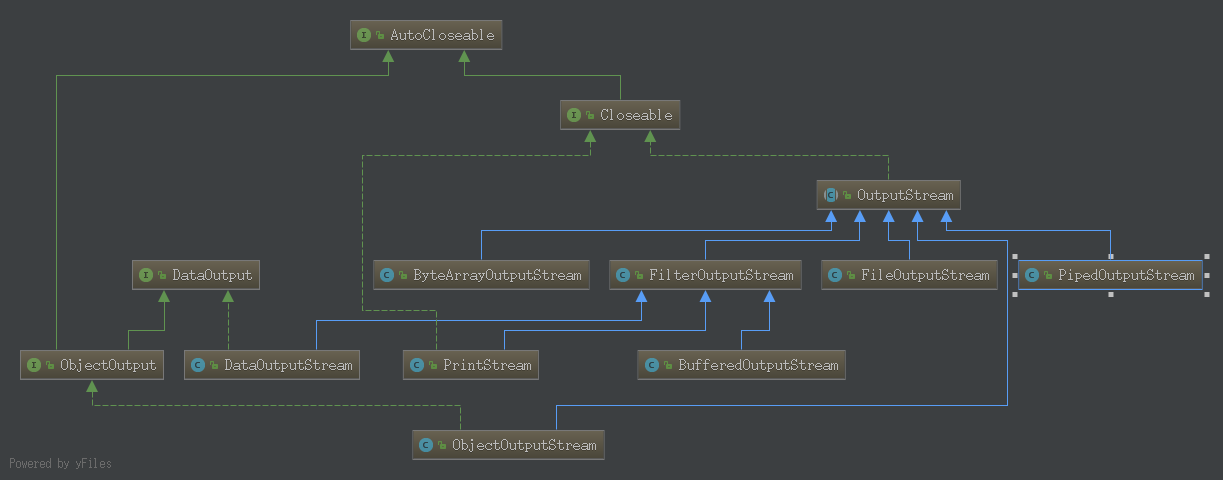 AutoCloseable
Closeable
OutputStream
DataOutput
ByteArrayOutputStream
FilterOutputStream
FileOutputStream
PipedOutputStream
ObjectOutput
DataOutputStream
PrintStream
BufferedOutputStream
ObjectOutputStream
Powered by yFiles